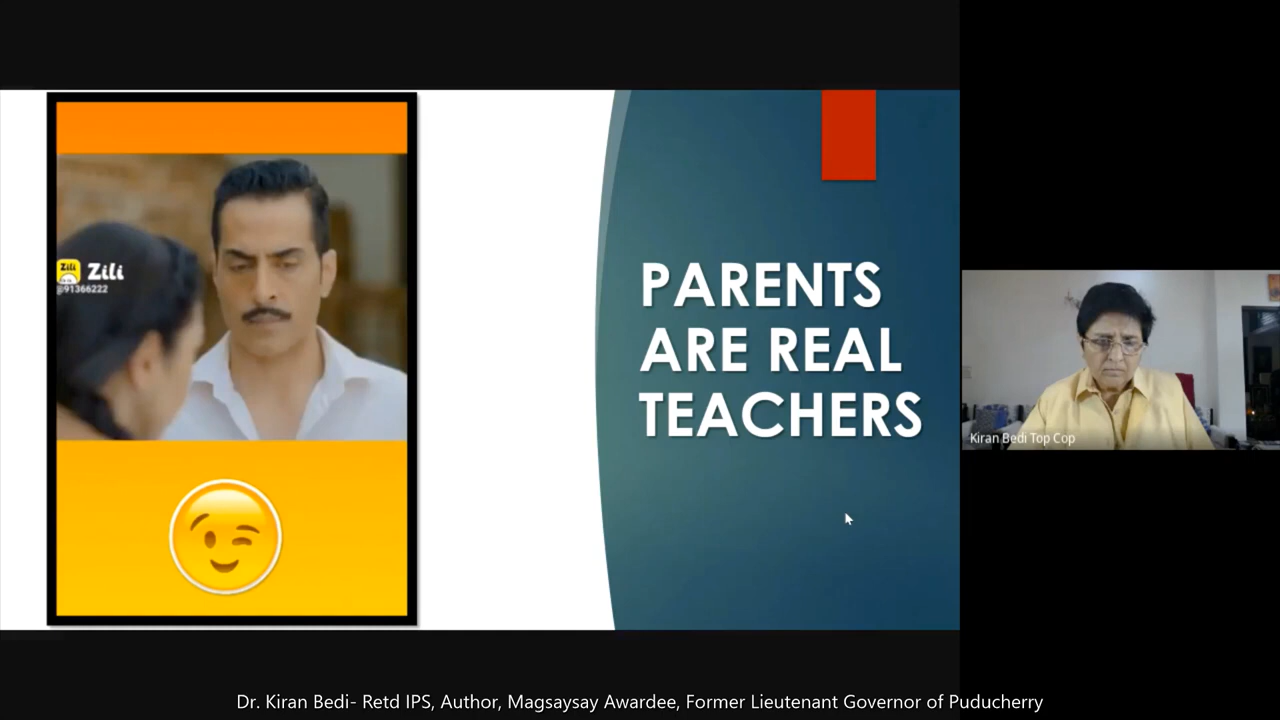 Zili
Zili
@91366222
PARENTS
ARE REAL
TEACHERS
Kiran Bedi Top Cop
Dr. Kiran Bedi- Retd IPS, Author, Magsaysay Awardee, Former Lieutenant Governor of Puducherry